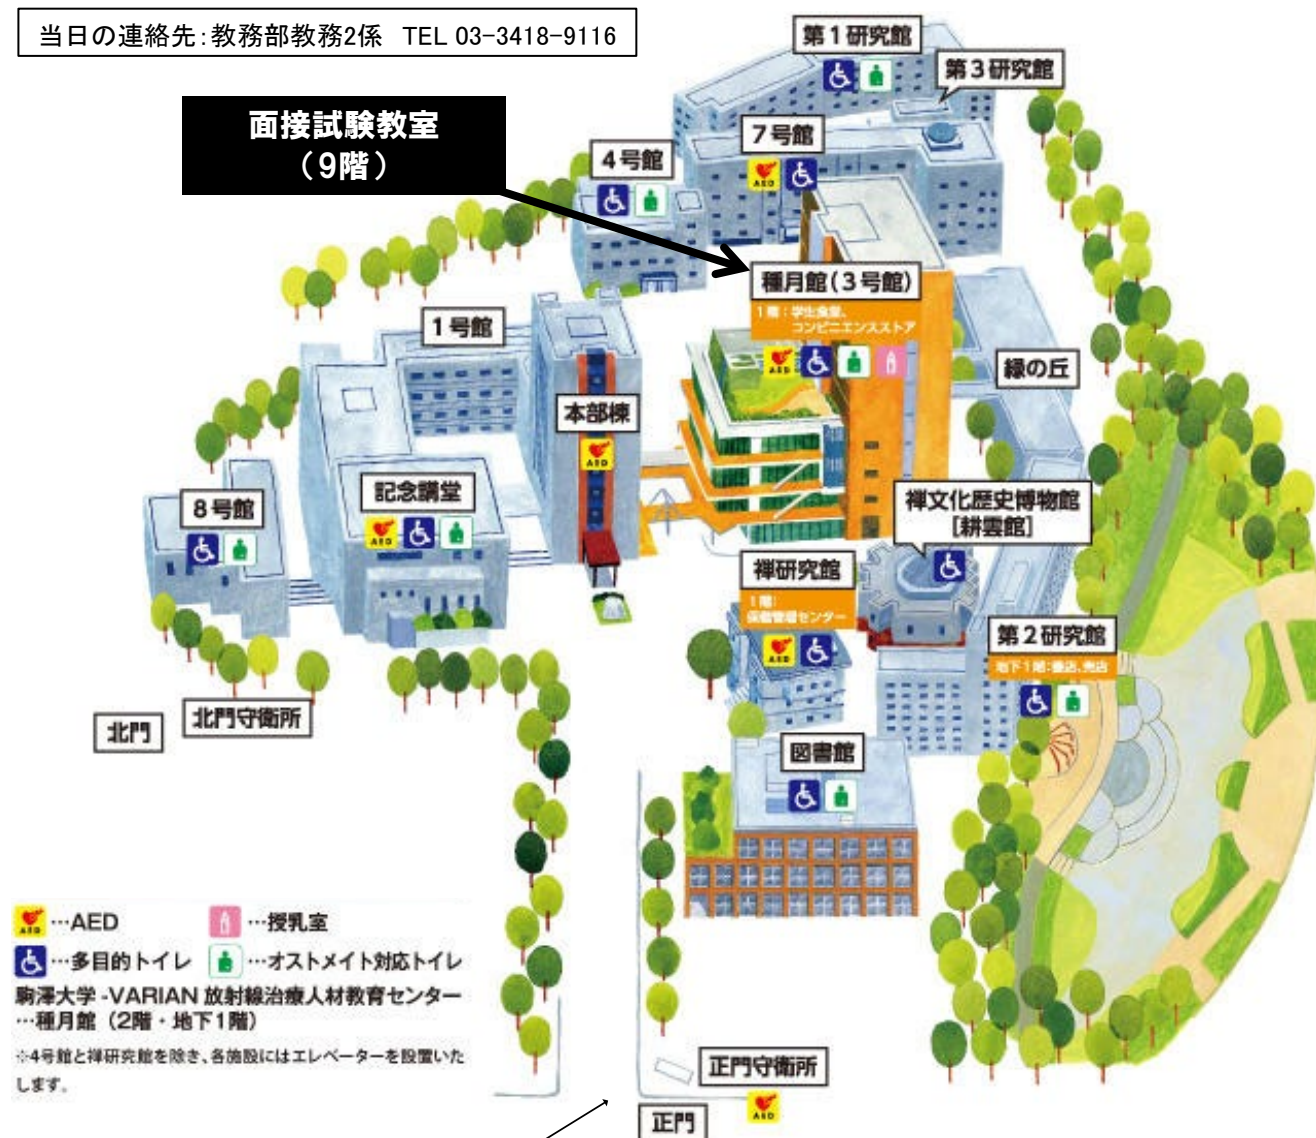 当日の連絡先:教務部教務2係 TEL 03-3418-9116
第1研究館
第3研究館
面接試験教室
(9階)
7号館
AED
4号館
種月館(3号館)
1階:学生食堂、
コンビニエンスストア
AED
1号館
緑の丘
本部棟
AED
記念講堂
AED
8号館
禅文化歴史博物館
[耕雲館]
禅研究館
1階:
保健管理センター
AED
第2研究館
地下1階:書店、売店
北門
北門守衛所
図書館
…AED
AED
…授乳室
…多目的トイレ
…オストメイト対応トイレ
駒澤大学-VARIAN 放射線治療人材教育センター
…種月館(2階・地下1階)
※4号館と禅研究館を除き、各施設にはエレベーターを設置いた
します。
正門守衛所
AED
正門